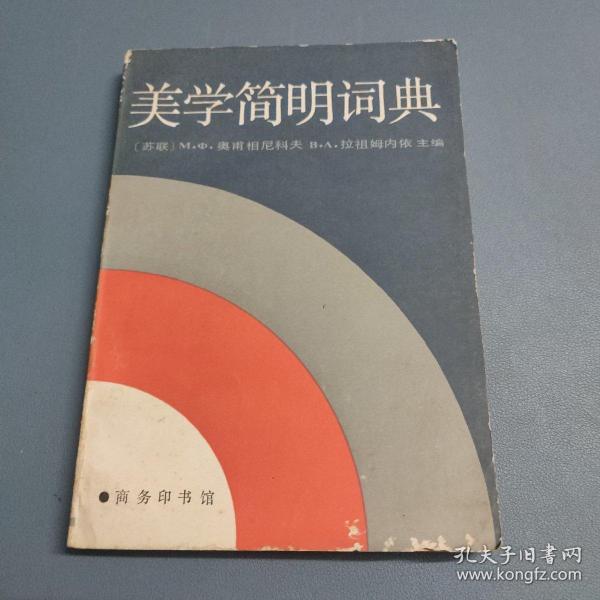 美学简明词典
〔苏联〕М·Ф·奥甫相尼科夫 В·А·拉祖姆内依 主编
●商务印书馆
孔夫子旧书网
www.kongfz.com